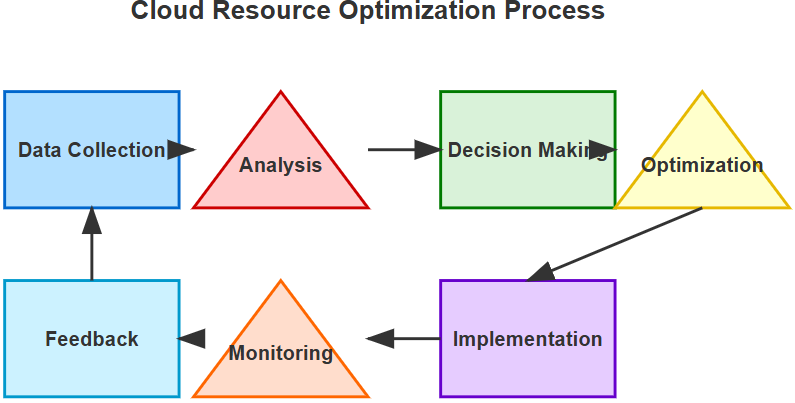 Cloud Resource Optimization Process
Data Collection
Analysis
Decision Making
Optimization
Feedback
Monitoring
Implementation